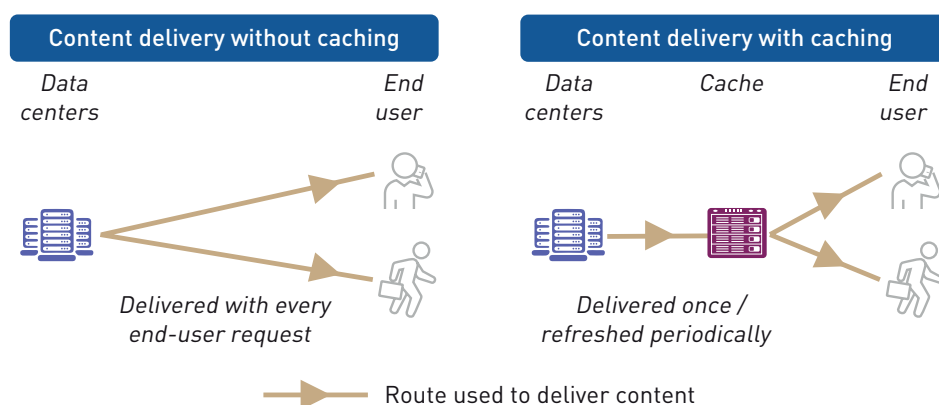 Content delivery without caching
Data
centers
End
user
Delivered with every
end-user request
Content delivery with caching
Data
centers
Cache
End
user
Delivered once /
refreshed periodically
Route used to deliver content